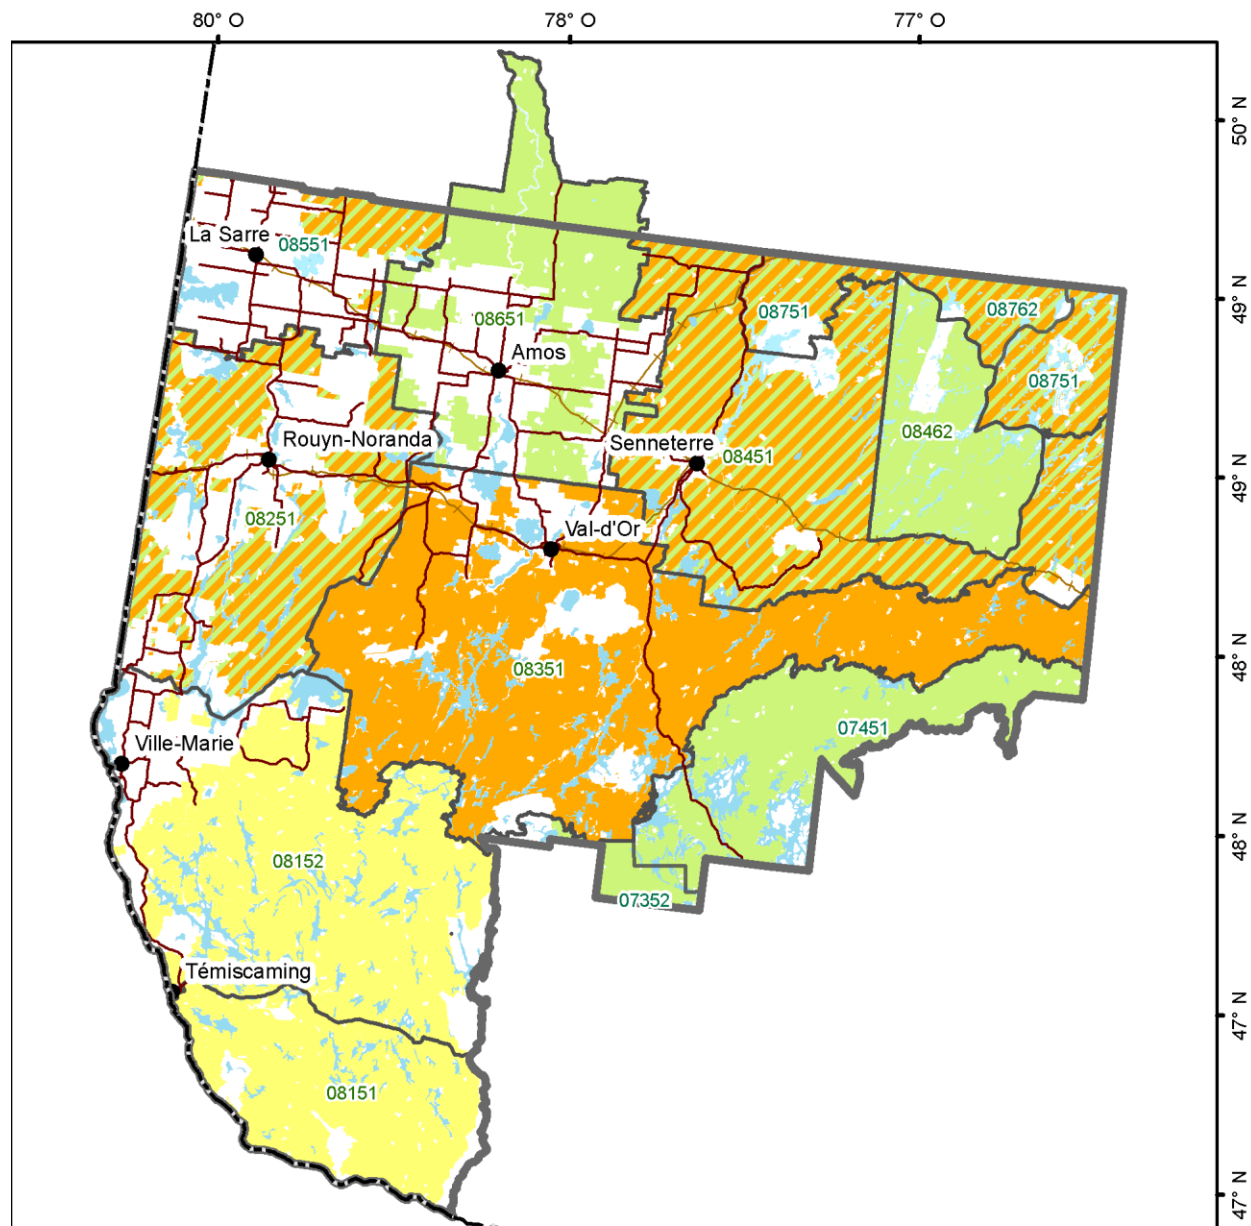 80° O
78° O
77° O
50° N
La Sarre
08551
49° N
08751
08762
08651
Amos
08751
Rouyn-Noranda
Senneterre
08462
08451
49° N
08251
Val-d'Or
08351
48° N
07451
Ville-Marie
48° N
08152
07352
Témiscaming
47° N
08151
47° N